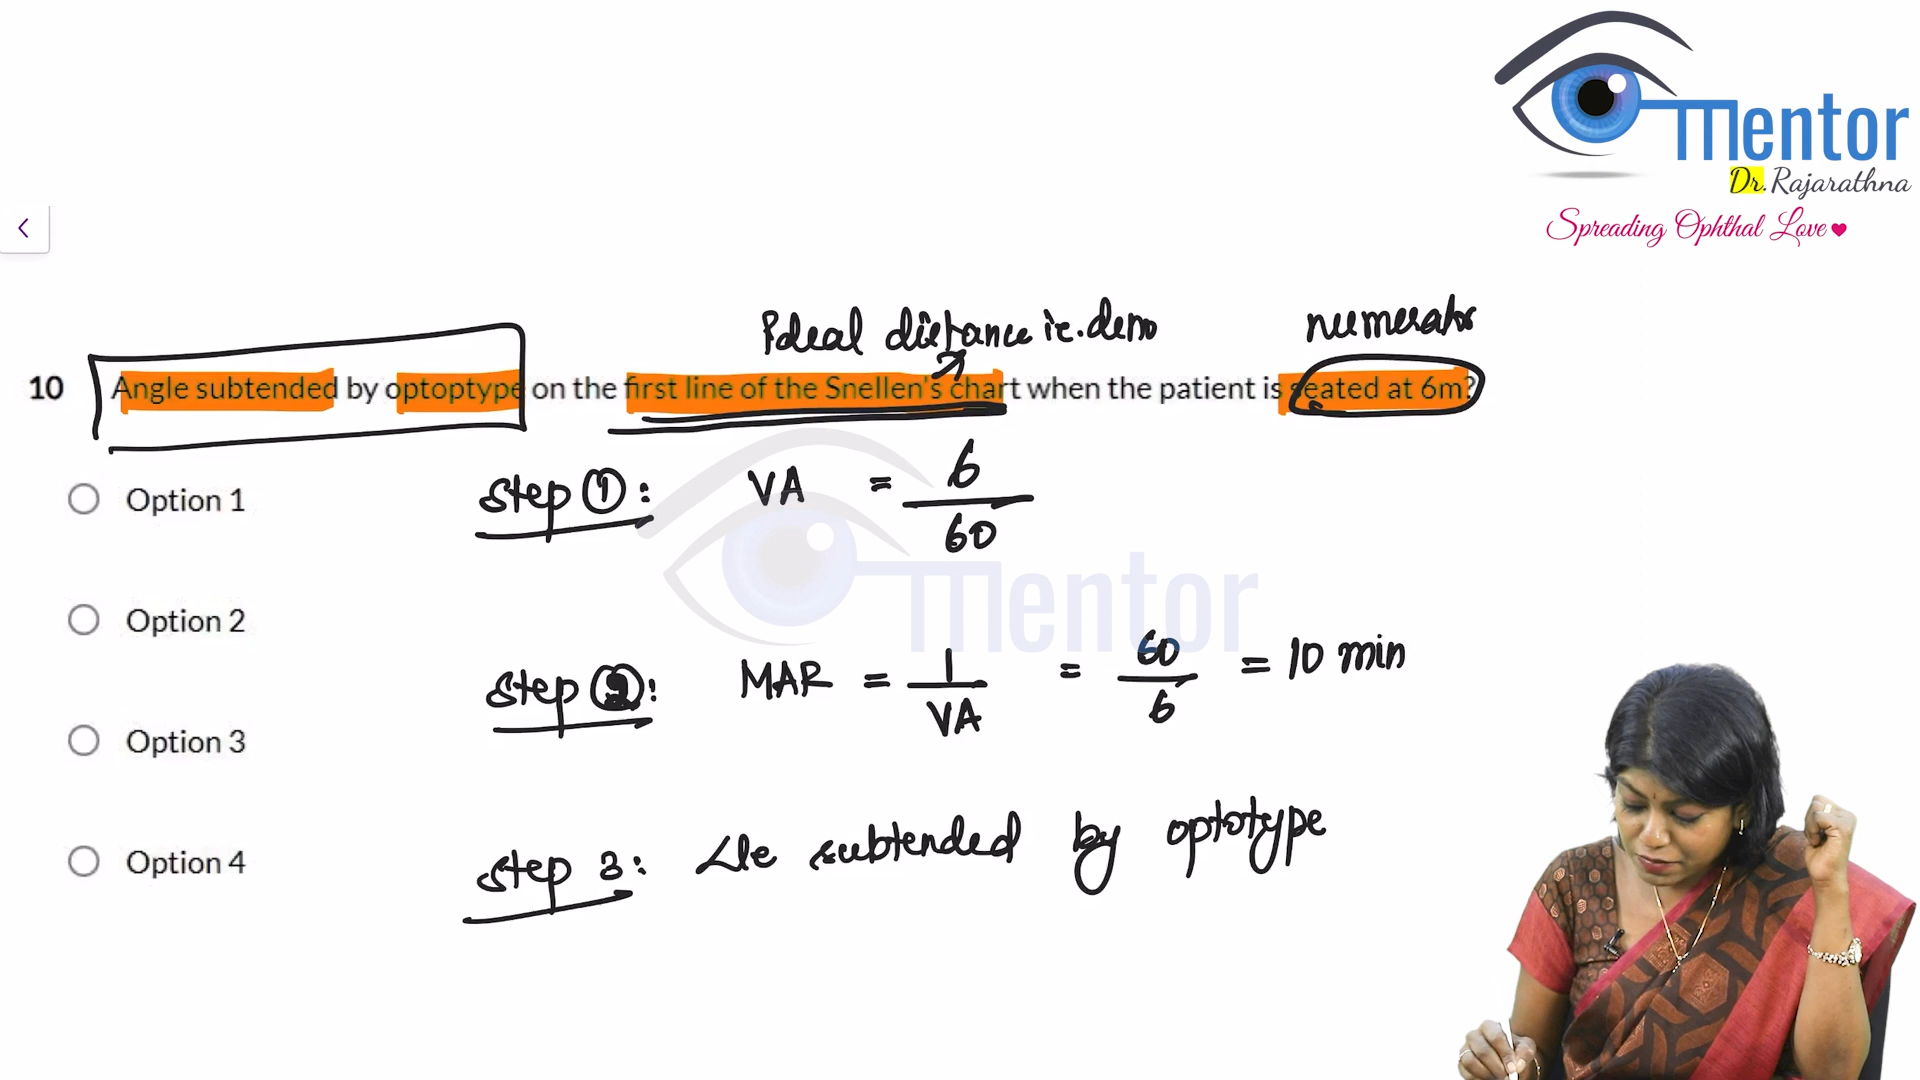 mentor
Dr. Rajarathna
Spreading Ophthal Love
Ideal distance ie. deno
numerator
10 Angle subtended by optoptype on the first line of the Snellen's chart when the patient is seated at 6m?
Option 1
Step ①: VA = 6/60
Option 2
mentor
Step ②: MAR = 1/VA = 60/6 = 10 min
Option 3
Step 3: ∠le subtended by optotype
Option 4